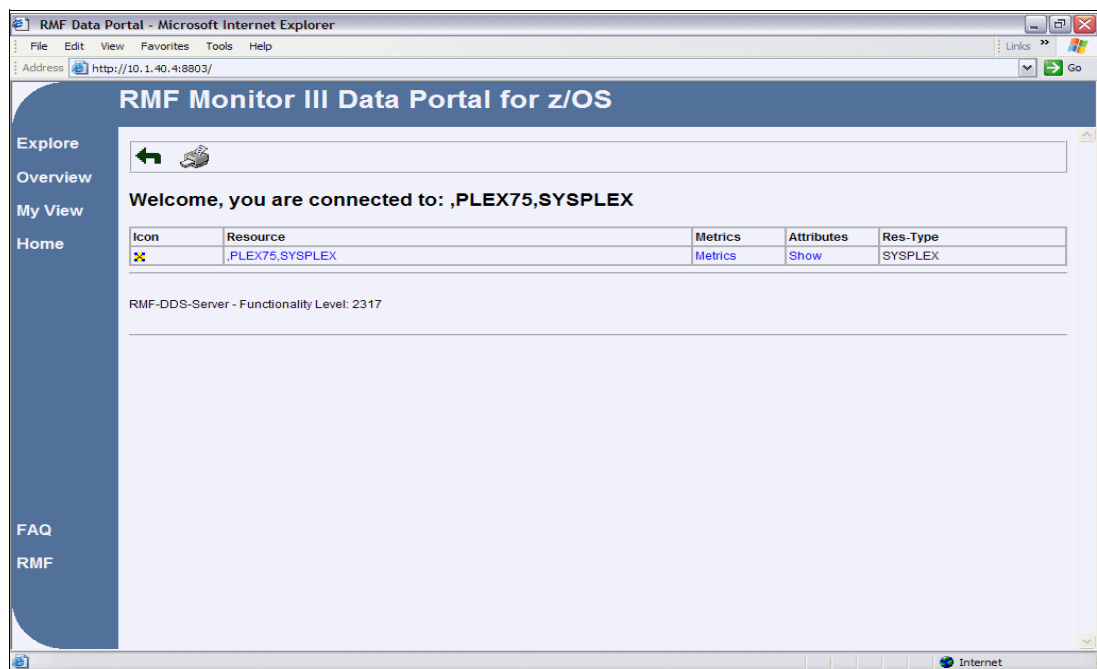 RMF Data Portal - Microsoft Internet Explorer
File Edit View Favorites Tools Help Links »
Address http://10.1.40.4:8803/ Go
RMF Monitor III Data Portal for z/OS
Explore
Overview
My View
Home
FAQ
RMF
Welcome, you are connected to: ,PLEX75,SYSPLEX
Icon Resource Metrics Attributes Res-Type
,PLEX75,SYSPLEX Metrics Show SYSPLEX
RMF-DDS-Server - Functionality Level: 2317
Internet